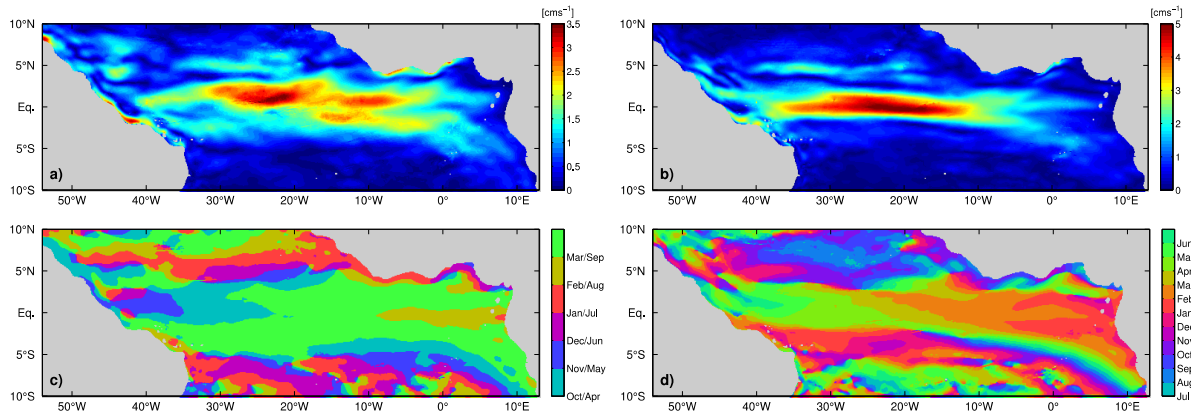 [cms⁻¹] [cms⁻¹]
10°N 3.5 10°N 5
3
5°N 2.5 5°N 4
2 3
Eq. 1.5 Eq.
1 2
5°S 5°S 1
0.5
a) b)
10°S 0 10°S 0
50°W 40°W 30°W 20°W 10°W 0° 10°E 50°W 40°W 30°W 20°W 10°W 0° 10°E
10°N 10°N
Mar/Sep Jun
5°N Feb/Aug 5°N Ma
Apr
Jan/Jul Ma
Eq. Eq. Feb
Dec/Jun Jan
Dec
5°S Nov/May 5°S Nov
Oct
c) d) Sep
Aug
10°S Oct/Apr 10°S Jul
50°W 40°W 30°W 20°W 10°W 0° 10°E 50°W 40°W 30°W 20°W 10°W 0° 10°E